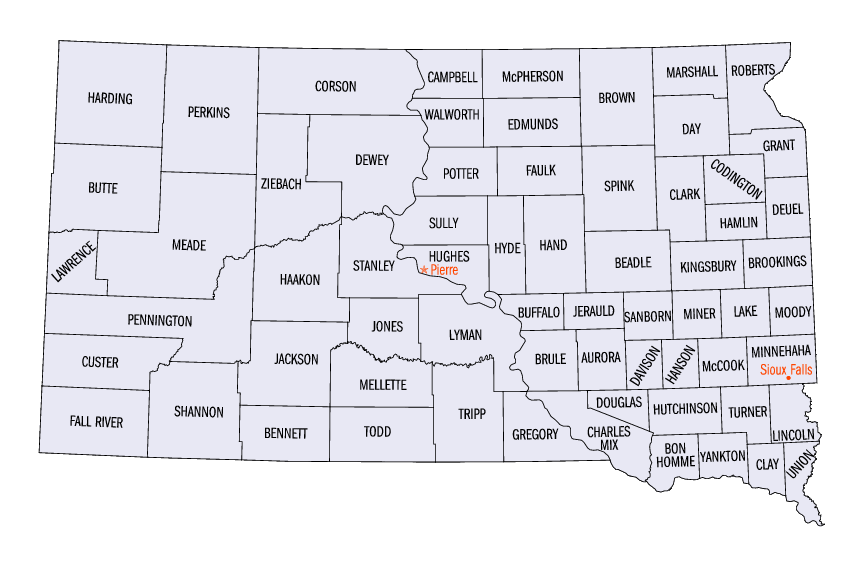 HARDING
PERKINS
CORSON
CAMPBELL
McPHERSON
BROWN
MARSHALL
ROBERTS
WALWORTH
EDMUNDS
DAY
GRANT
BUTTE
ZIEBACH
DEWEY
POTTER
FAULK
SPINK
CLARK
CODINGTON
DEUEL
HAMLIN
LAWRENCE
MEADE
SULLY
HYDE
HAND
HAAKON
STANLEY
HUGHES
* Pierre
BEADLE
KINGSBURY
BROOKINGS
PENNINGTON
JONES
LYMAN
BUFFALO
JERAULD
SANBORN
MINER
LAKE
MOODY
CUSTER
JACKSON
BRULE
AURORA
DAVISON
HANSON
McCOOK
MINNEHAHA
Sioux Falls
FALL RIVER
SHANNON
MELLETTE
BENNETT
TODD
TRIPP
GREGORY
DOUGLAS
CHARLES
MIX
HUTCHINSON
TURNER
LINCOLN
BON
HOMME
YANKTON
CLAY
UNION